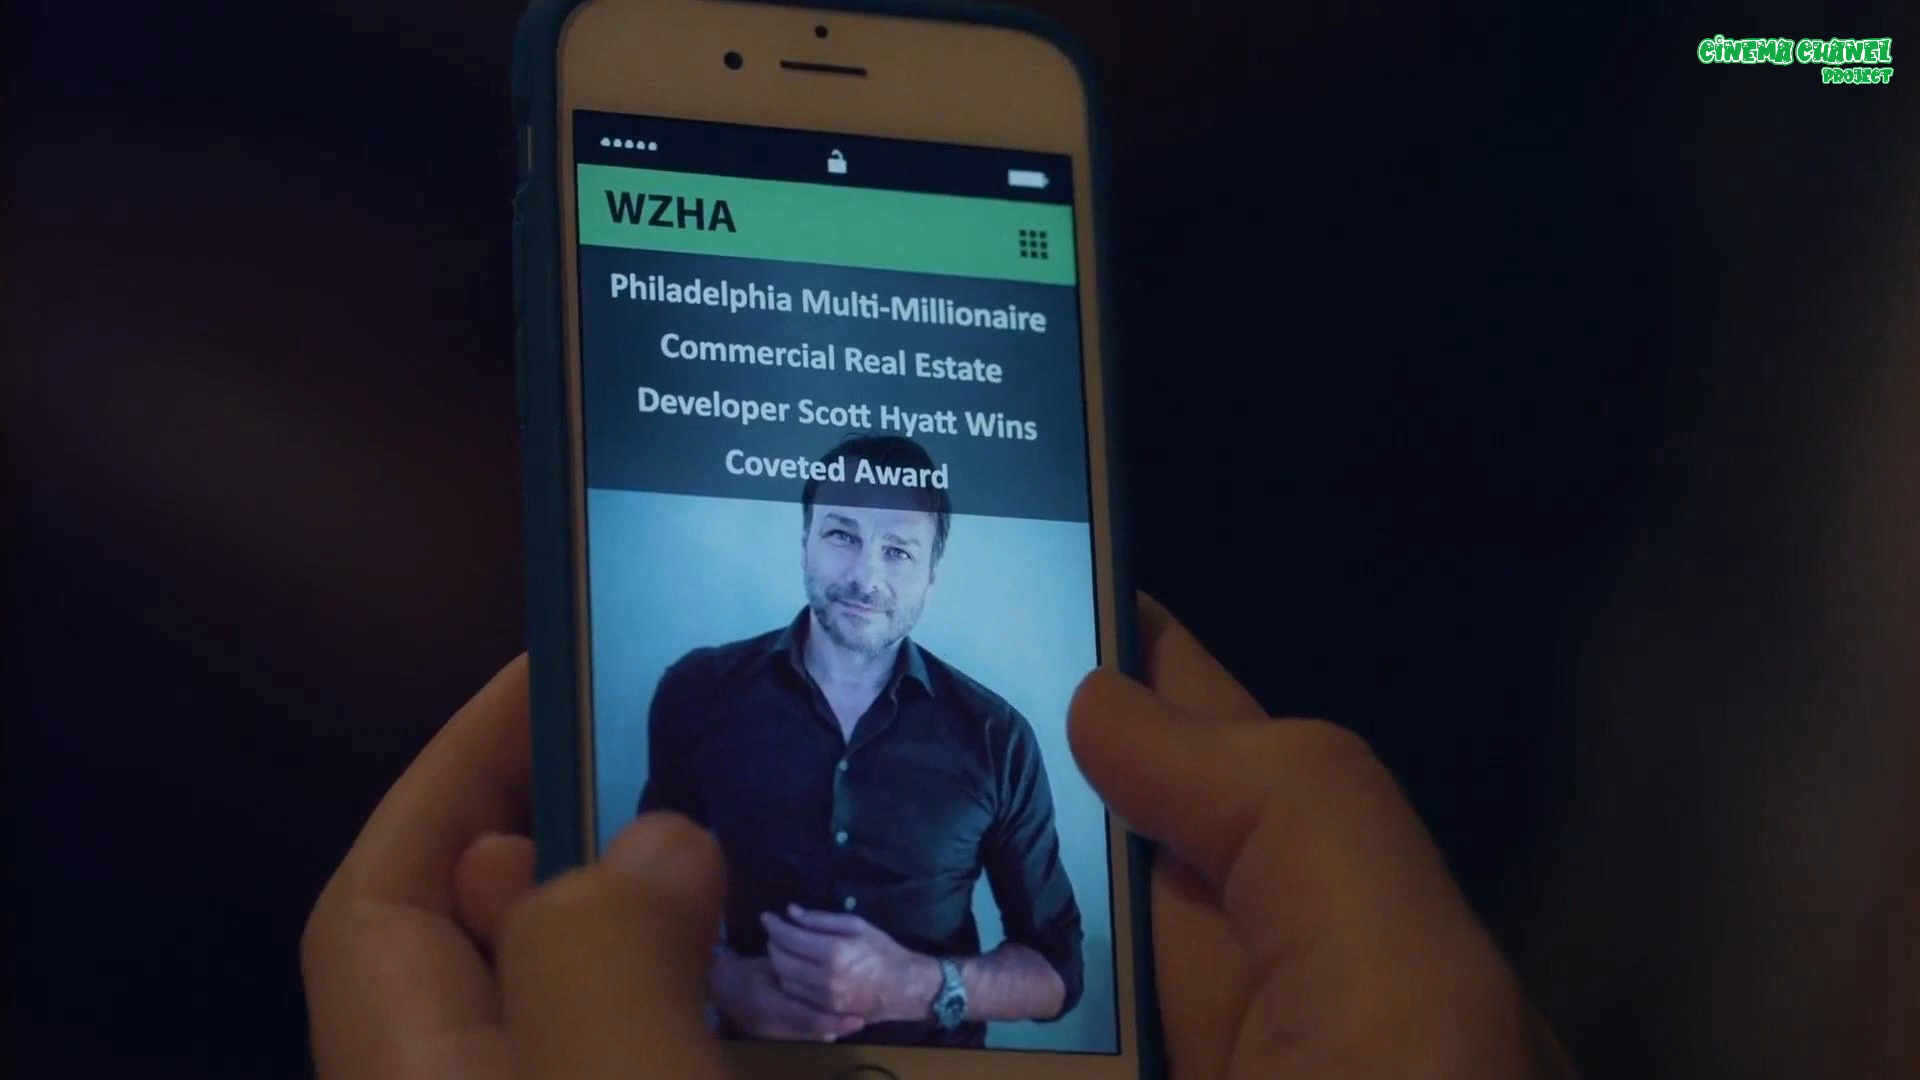 CINEMA CHANEL
PROJECT
WZHA
Philadelphia Multi-Millionaire
Commercial Real Estate
Developer Scott Hyatt Wins
Coveted Award